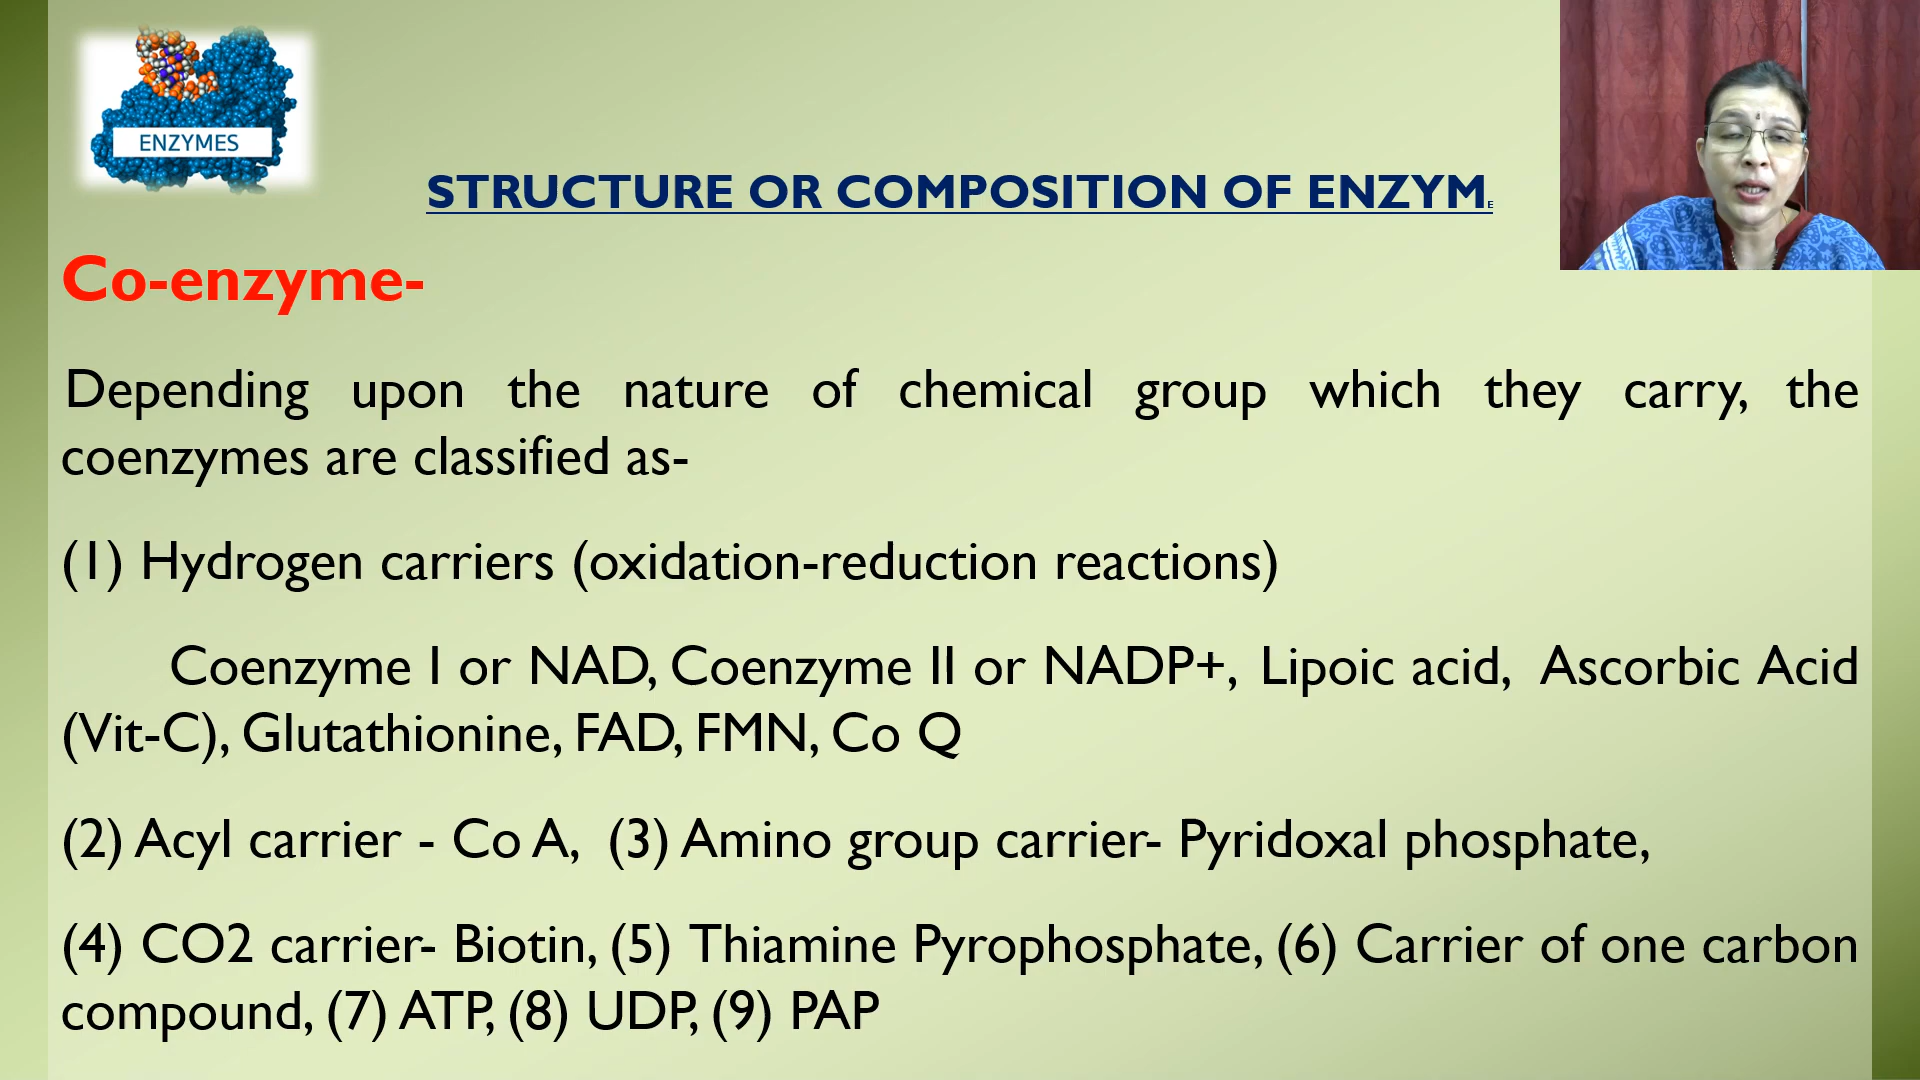 ENZYMES
STRUCTURE OR COMPOSITION OF ENZYME
Co-enzyme-
Depending upon the nature of chemical group which they carry, the
coenzymes are classified as-
(1) Hydrogen carriers (oxidation-reduction reactions)
Coenzyme I or NAD, Coenzyme II or NADP+, Lipoic acid, Ascorbic Acid
(Vit-C), Glutathionine, FAD, FMN, Co Q
(2) Acyl carrier - Co A, (3) Amino group carrier- Pyridoxal phosphate,
(4) CO2 carrier- Biotin, (5) Thiamine Pyrophosphate, (6) Carrier of one carbon
compound, (7) ATP, (8) UDP, (9) PAP